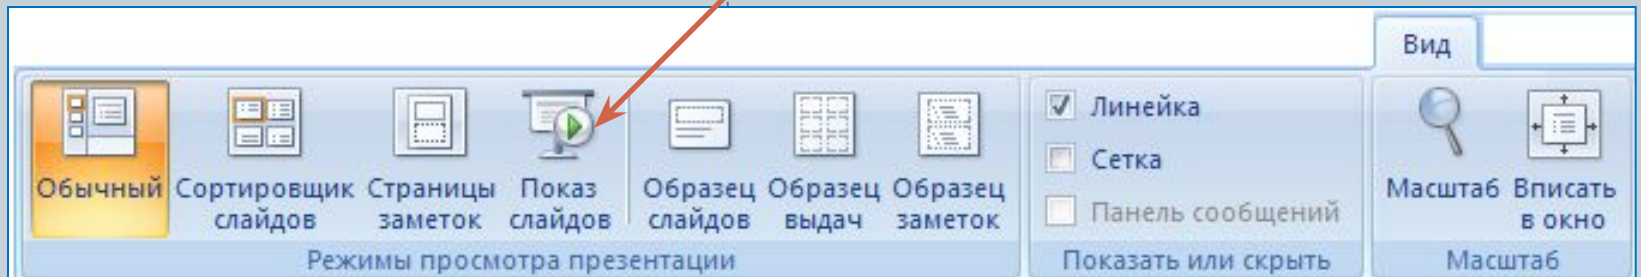 Вид
Обычный
Сортировщик
слайдов
Страницы
заметок
Показ
слайдов
Образец
слайдов
Образец
выдач
Образец
заметок
Режимы просмотра презентации
Линейка
Сетка
Панель сообщений
Показать или скрыть
Масштаб
Вписать
в окно
Масштаб